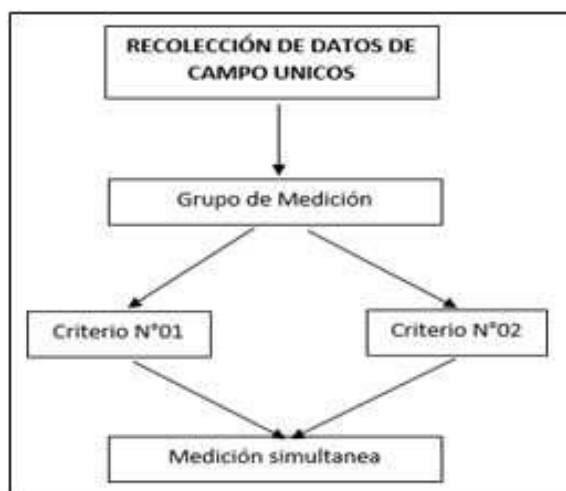 RECOLECCIÓN DE DATOS DE
CAMPO UNICOS
Grupo de Medición
Criterio N°01
Criterio N°02
Medición simultanea